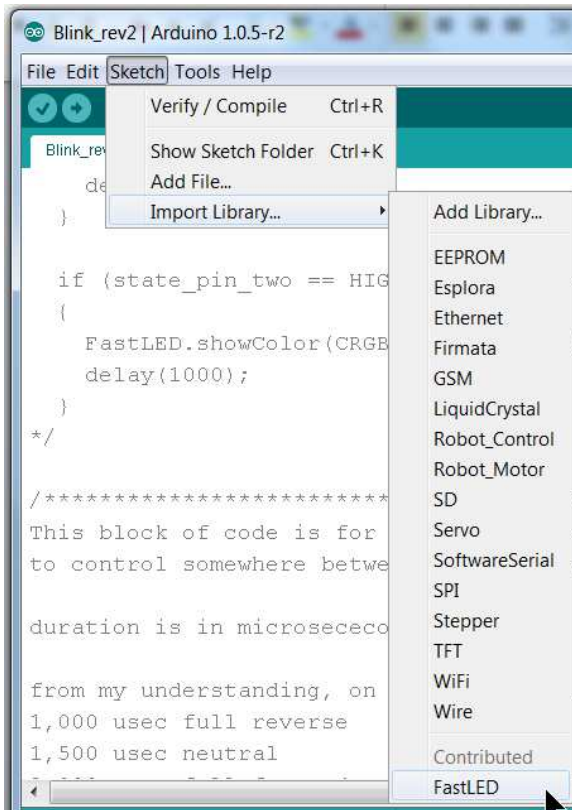 Blink_rev2 | Arduino 1.0.5-r2
File Edit Sketch Tools Help
Verify / Compile Ctrl+R
Blink_rev
Show Sketch Folder Ctrl+K
Add File...
Import Library...
de
}
if (state_pin_two == HIG
{
FastLED.showColor(CRGB
delay(1000);
}
*/
/**************************
This block of code is for
to control somewhere betwe
duration is in microsececo
from my understanding, on
1,000 usec full reverse
1,500 usec neutral
Add Library...
EEPROM
Esplora
Ethernet
Firmata
GSM
LiquidCrystal
Robot_Control
Robot_Motor
SD
Servo
SoftwareSerial
SPI
Stepper
TFT
WiFi
Wire
Contributed
FastLED